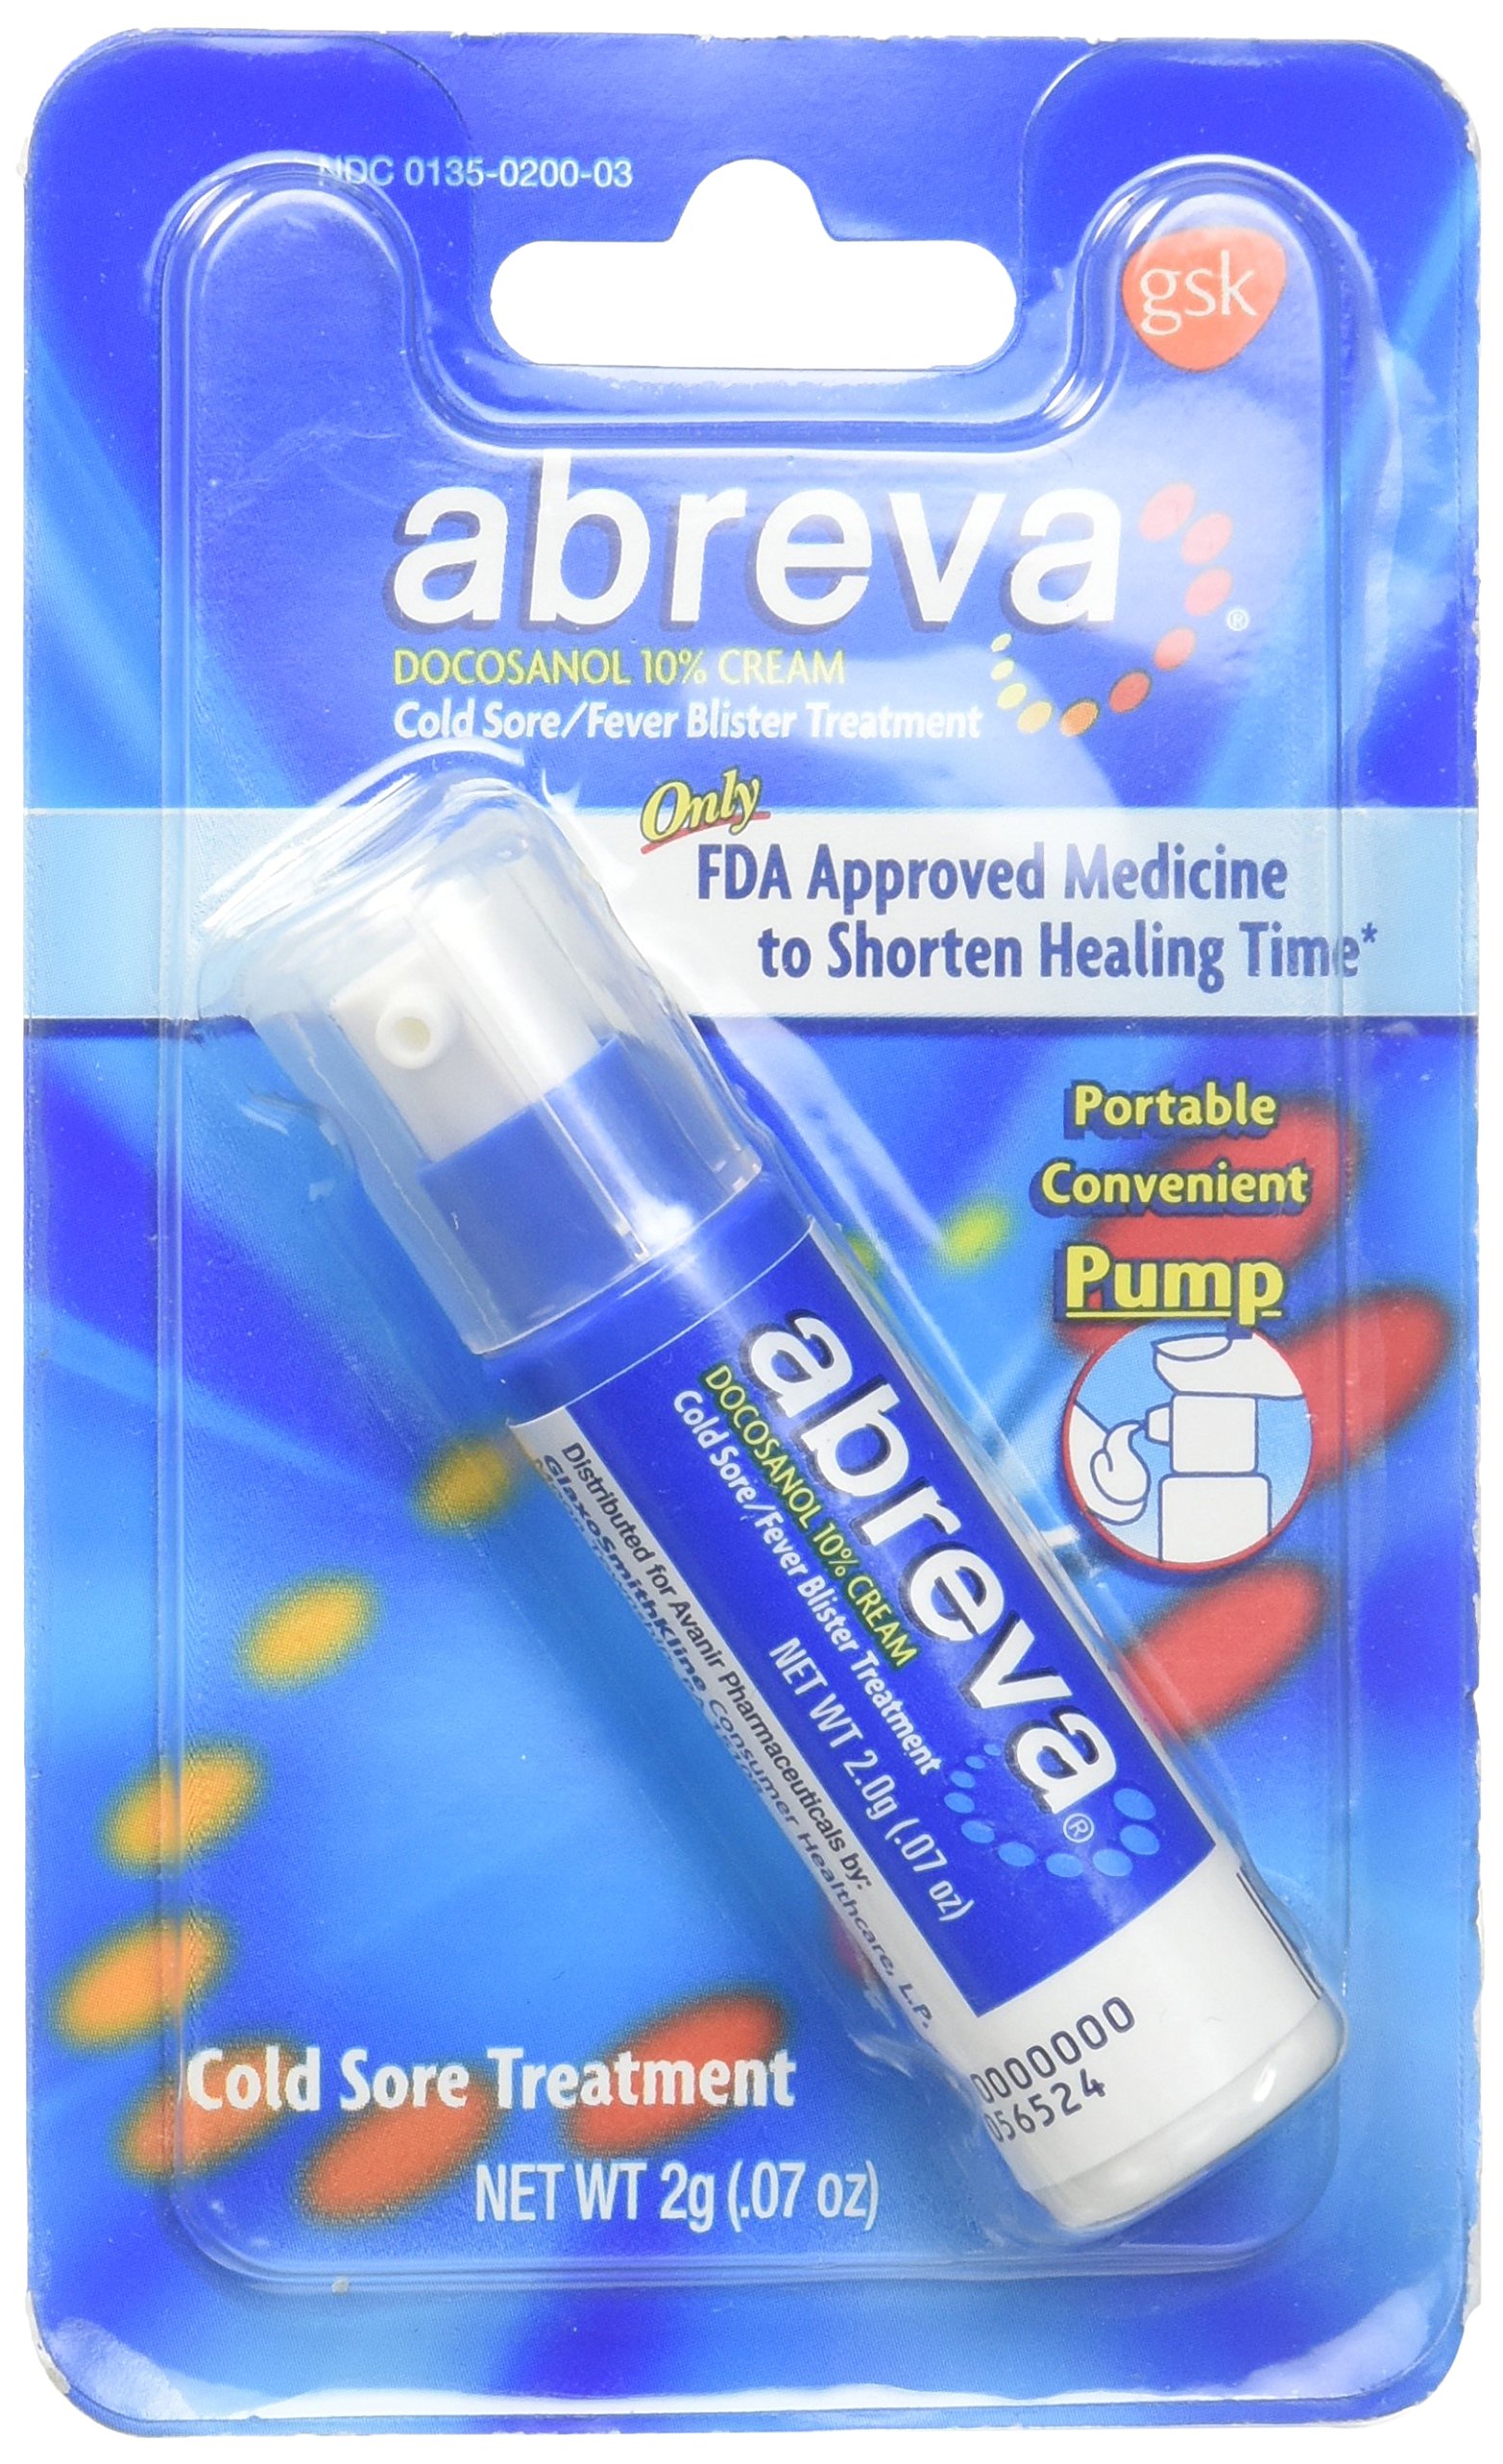 NDC 0135-0200-03
gsk
abreva®
DOCOSANOL 10% CREAM
Cold Sore/Fever Blister Treatment
Only
FDA Approved Medicine
to Shorten Healing Time*
Portable
Convenient
Pump
abreva®
DOCOSANOL 10% CREAM
Cold Sore/Fever Blister Treatment
NET WT 2.0g (.07 oz)
Distributed for Avanir Pharmaceuticals by:
GlaxoSmithKline Consumer Healthcare, L.P.
0000000
056524
Cold Sore Treatment
NET WT 2g (.07 oz)